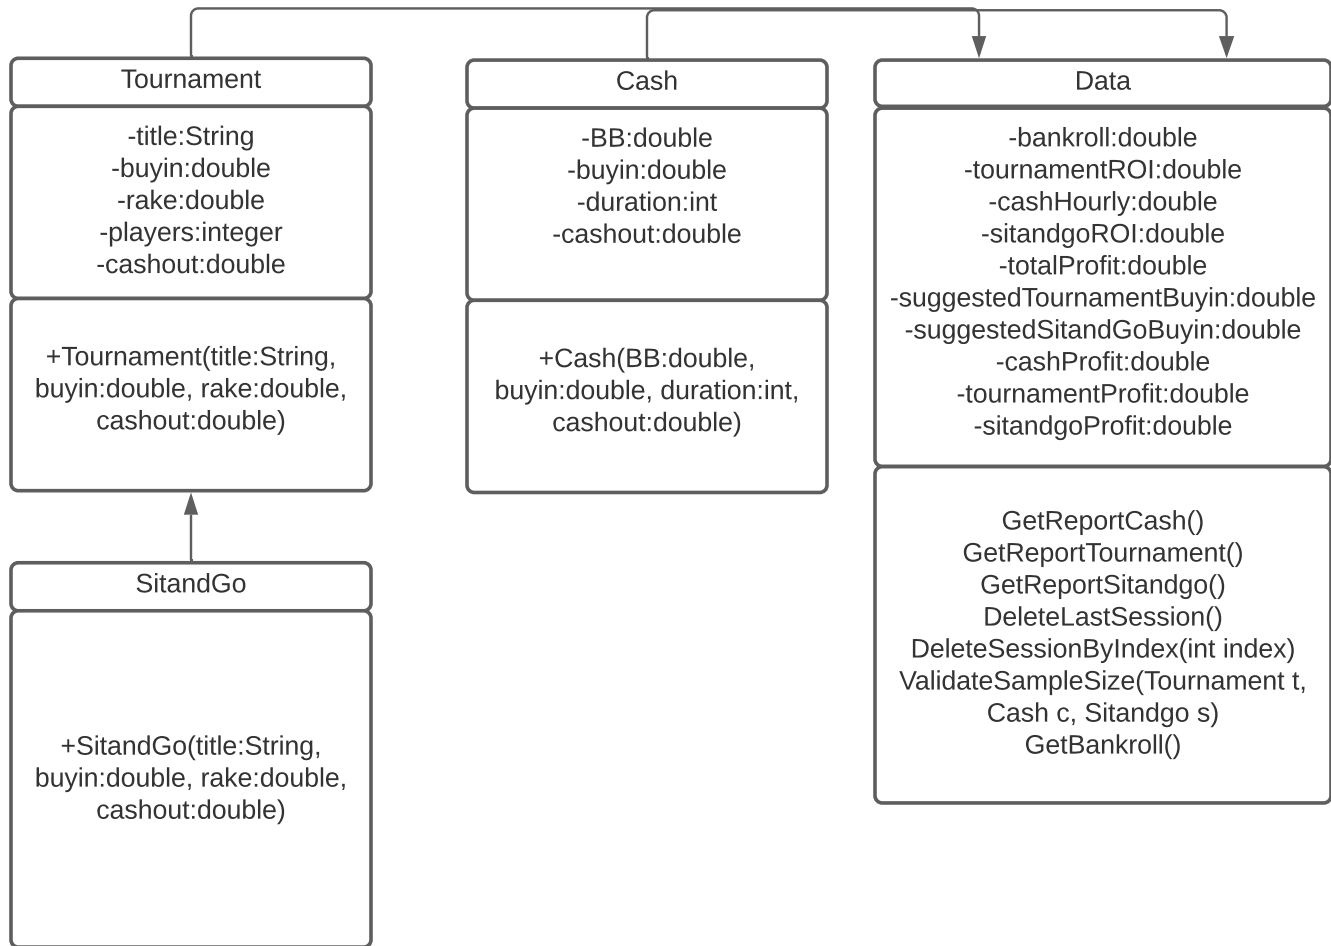 Tournament
-title:String
-buyin:double
-rake:double
-players:integer
-cashout:double
+Tournament(title:String,
buyin:double, rake:double,
cashout:double)
SitandGo
+SitandGo(title:String,
buyin:double, rake:double,
cashout:double)
Cash
-BB:double
-buyin:double
-duration:int
-cashout:double
+Cash(BB:double,
buyin:double, duration:int,
cashout:double)
Data
-bankroll:double
-tournamentROI:double
-cashHourly:double
-sitandgoROI:double
-totalProfit:double
-suggestedTournamentBuyin:double
-suggestedSitandGoBuyin:double
-cashProfit:double
-tournamentProfit:double
-sitandgoProfit:double
GetReportCash()
GetReportTournament()
GetReportSitandgo()
DeleteLastSession()
DeleteSessionByIndex(int index)
ValidateSampleSize(Tournament t,
Cash c, Sitandgo s)
GetBankroll()